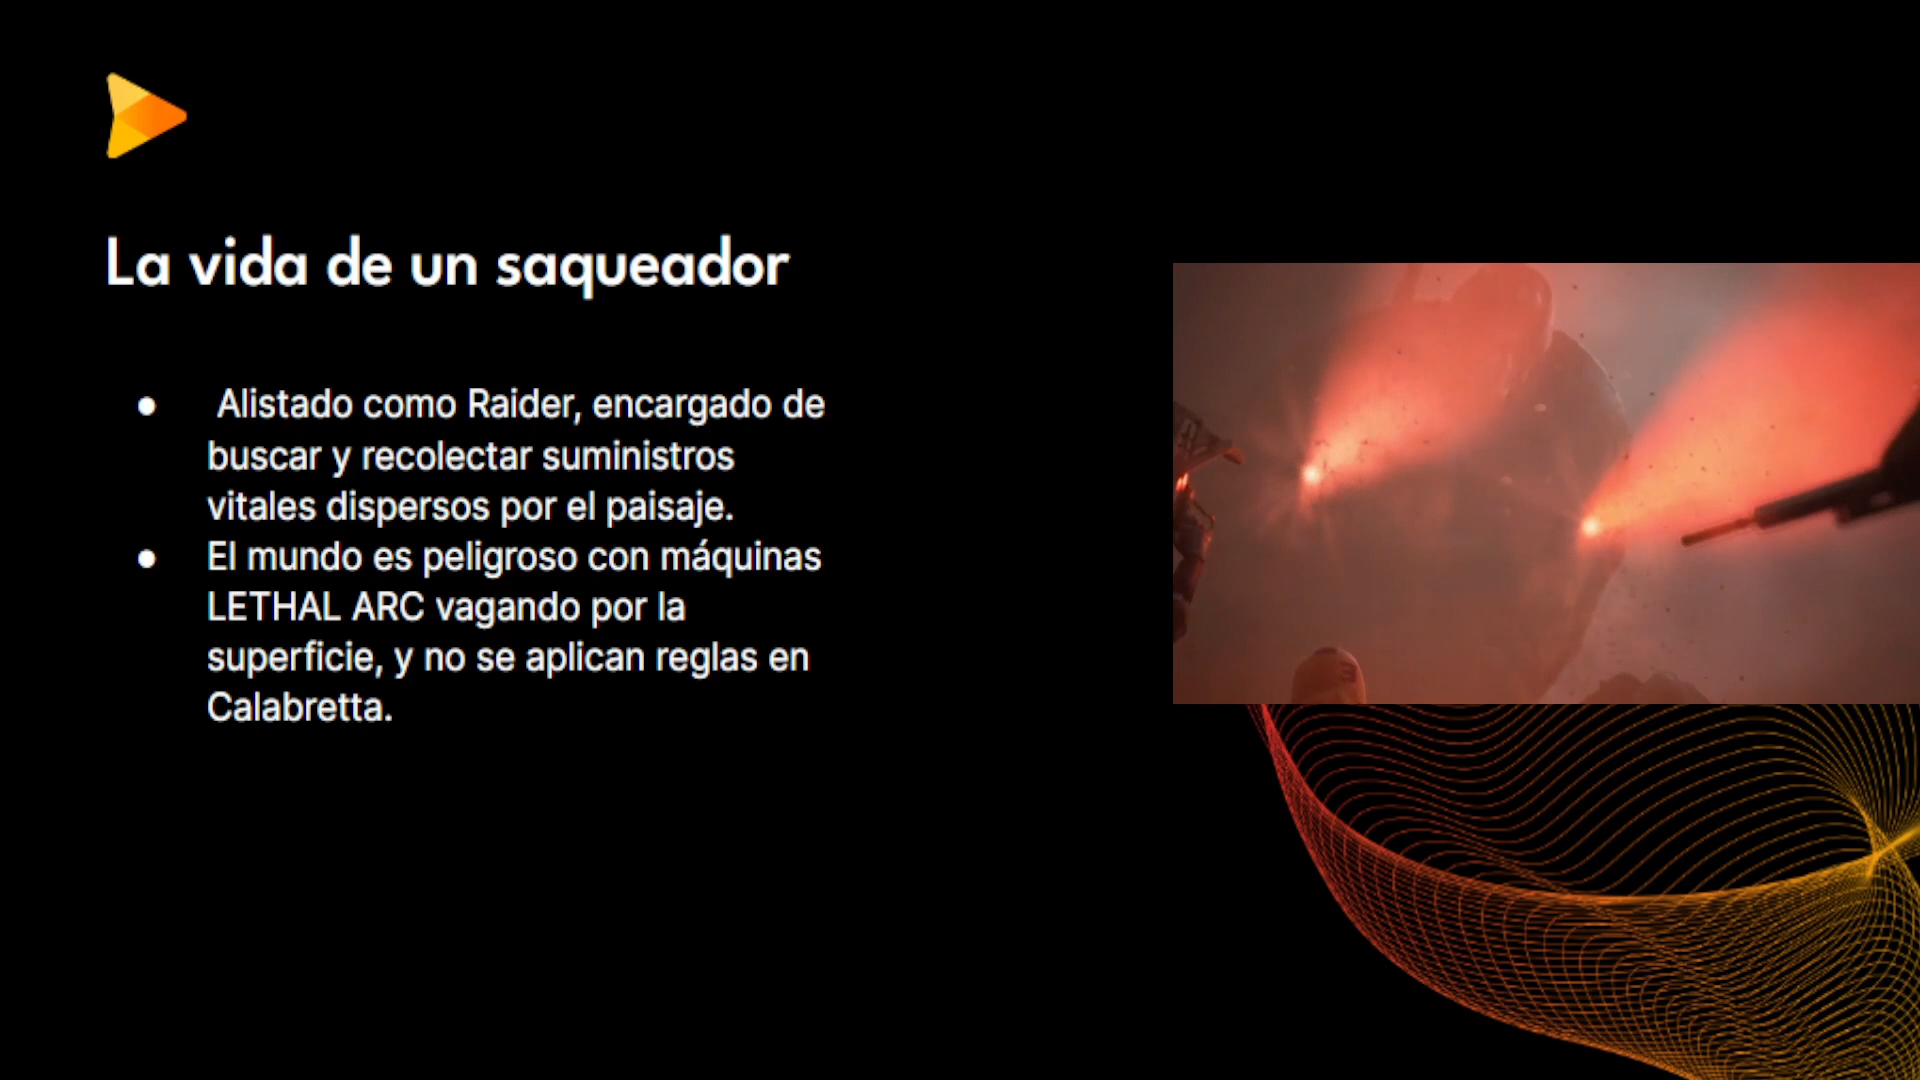 La vida de un saqueador
● Alistado como Raider, encargado de
buscar y recolectar suministros
vitales dispersos por el paisaje.
● El mundo es peligroso con máquinas
LETHAL ARC vagando por la
superficie, y no se aplican reglas en
Calabretta.